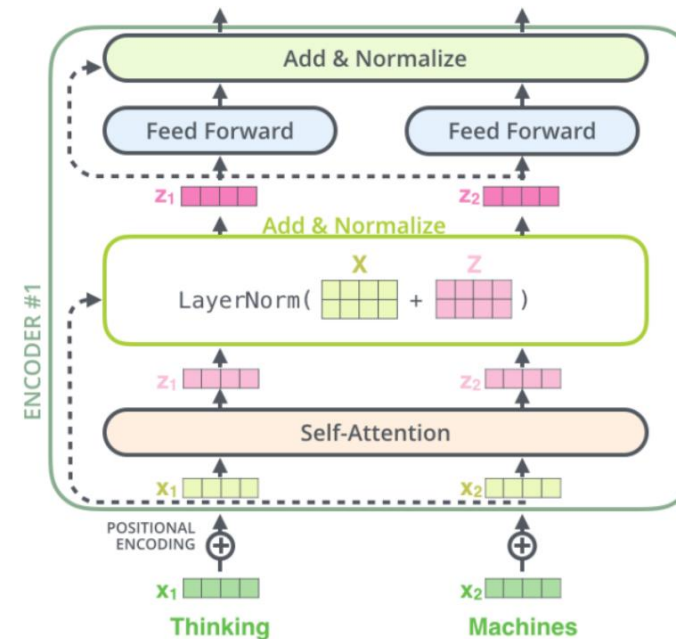 Add & Normalize
Feed Forward Feed Forward
z₁ z₂
Add & Normalize
X Z
LayerNorm( + )
ENCODER #1
z₁ z₂
Self-Attention
x₁ x₂
POSITIONAL
ENCODING
x₁ x₂
Thinking Machines